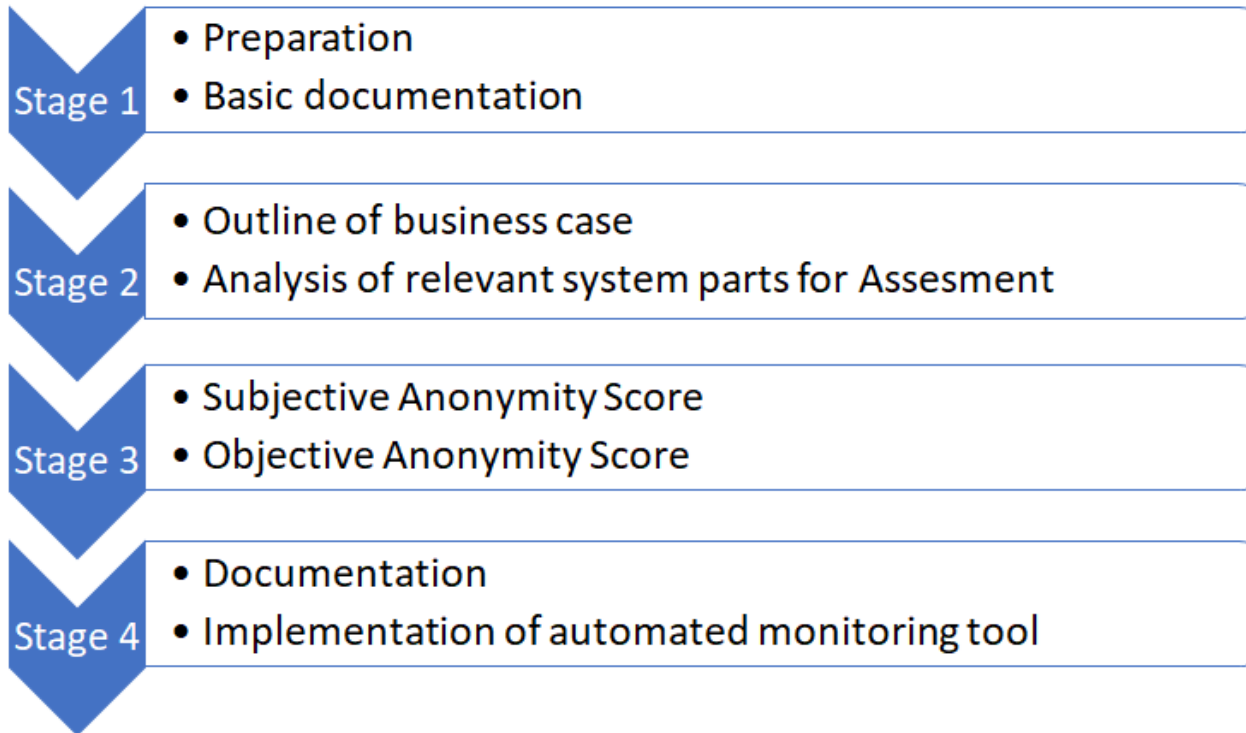 Stage 1
• Preparation
• Basic documentation
Stage 2
• Outline of business case
• Analysis of relevant system parts for Assesment
Stage 3
• Subjective Anonymity Score
• Objective Anonymity Score
Stage 4
• Documentation
• Implementation of automated monitoring tool